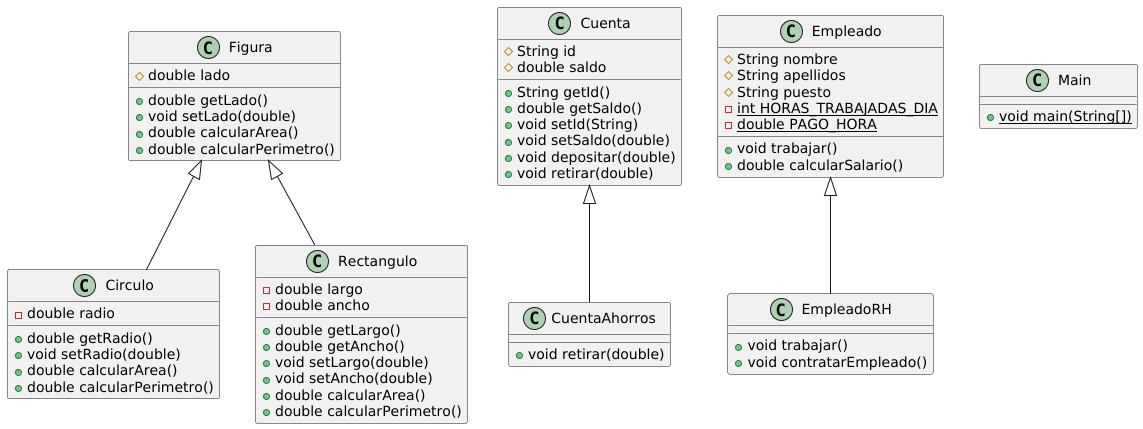 Figura
double lado
double getLado()
void setLado(double)
double calcularArea()
double calcularPerimetro()
Cuenta
String id
double saldo
String getId()
double getSaldo()
void setId(String)
void setSaldo(double)
void depositar(double)
void retirar(double)
Empleado
String nombre
String apellidos
String puesto
int HORAS_TRABAJADAS_DIA
double PAGO_HORA
void trabajar()
double calcularSalario()
Main
void main(String[])
Circulo
double radio
double getRadio()
void setRadio(double)
double calcularArea()
double calcularPerimetro()
Rectangulo
double largo
double ancho
double getLargo()
double getAncho()
void setLargo(double)
void setAncho(double)
double calcularArea()
double calcularPerimetro()
CuentaAhorros
void retirar(double)
EmpleadoRH
void trabajar()
void contratarEmpleado()